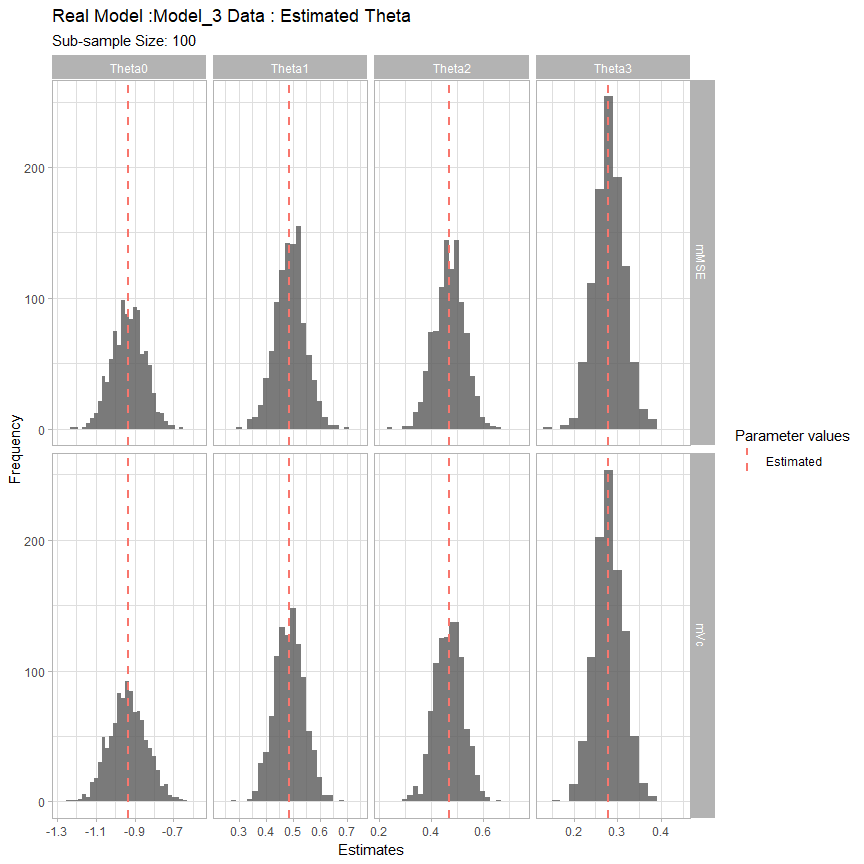 Real Model :Model_3 Data : Estimated Theta
Sub-sample Size: 100
Theta0 Theta1 Theta2 Theta3
200
100
0
mMSE
200
100
0
mVc
Frequency
-1.3 -1.1 -0.9 -0.7 0.3 0.5 0.6 0.7 0.2 0.4 0.6 0.2 0.3 0.4
Estimates
Parameter values
Estimated